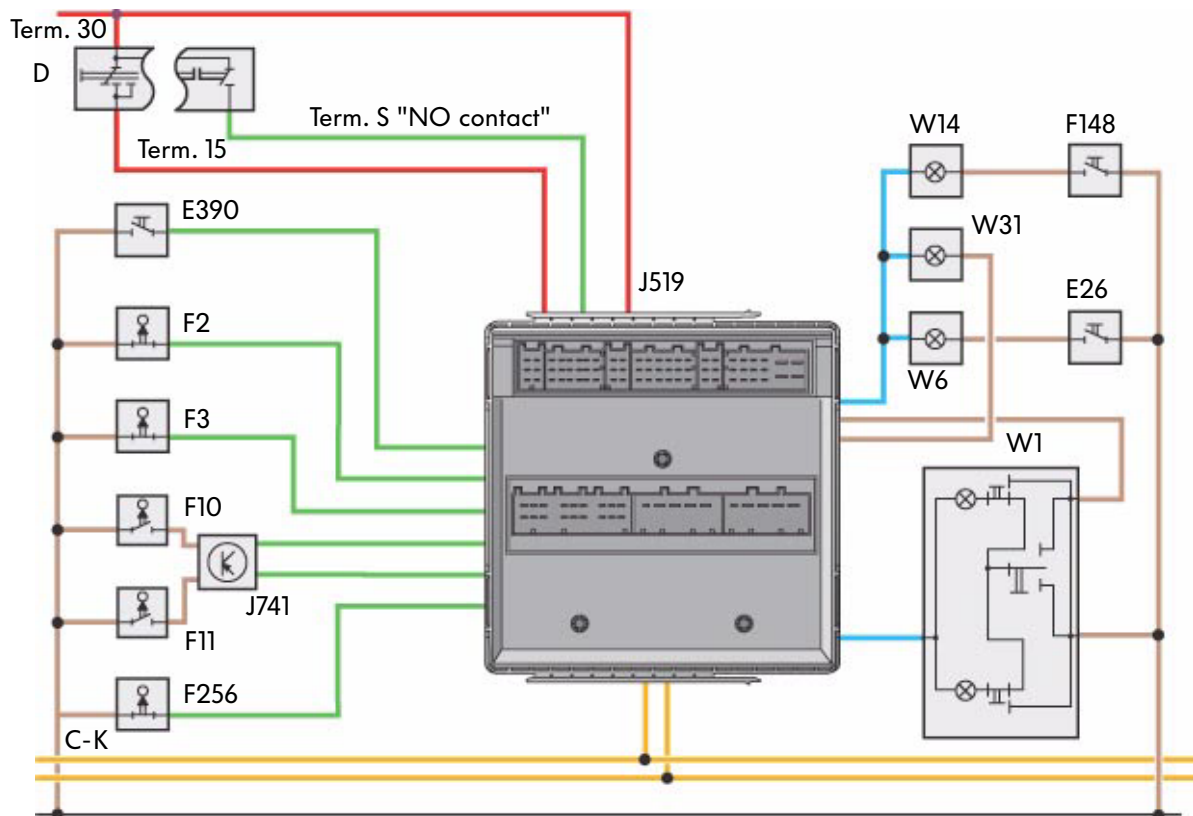 Term. 30
D
Term. S "NO contact"
Term. 15
W14
F148
E390
W31
J519
E26
F2
W6
F3
W1
F10
J741
F11
F256
C-K